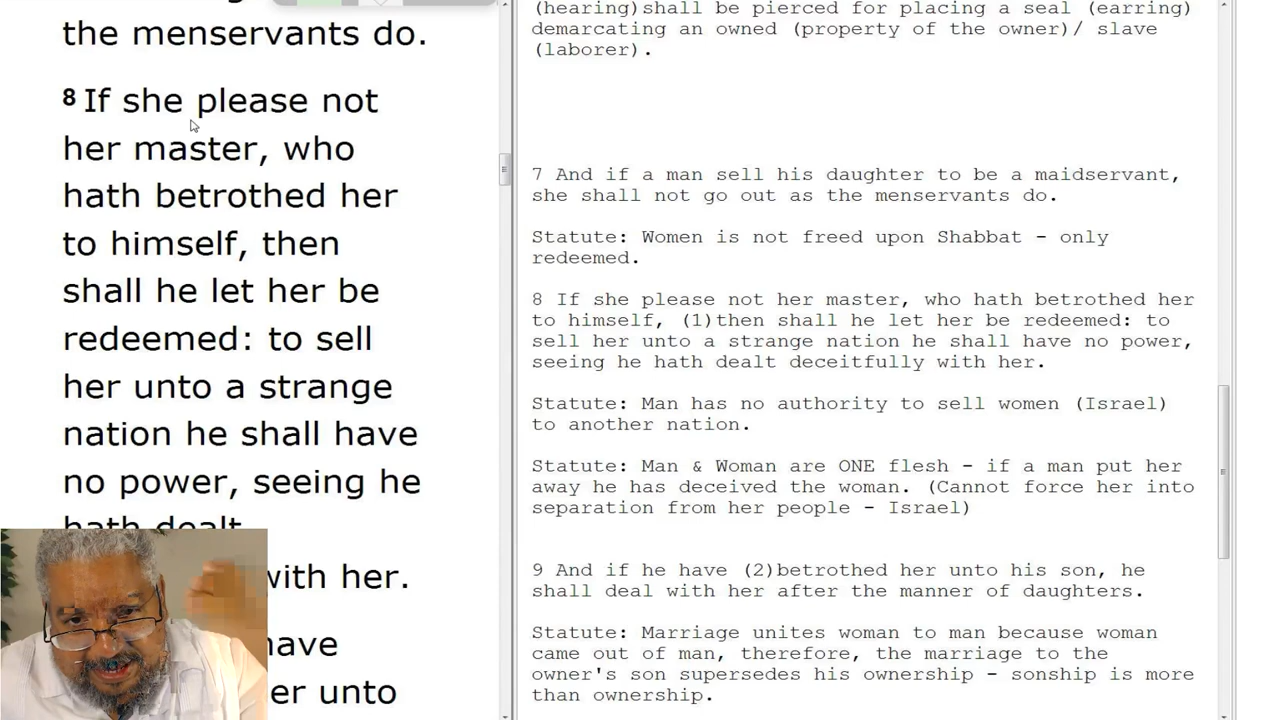 the menservants do.
8 If she please not
her master, who
hath betrothed her
to himself, then
shall he let her be
redeemed: to sell
her unto a strange
nation he shall have
no power, seeing he
hath dealt
with her.
have
er unto
(hearing)shall be pierced for placing a seal (earring)
demarcating an owned (property of the owner)/ slave
(laborer).
7 And if a man sell his daughter to be a maidservant,
she shall not go out as the menservants do.
Statute: Women is not freed upon Shabbat - only
redeemed.
8 If she please not her master, who hath betrothed her
to himself, (1)then shall he let her be redeemed: to
sell her unto a strange nation he shall have no power,
seeing he hath dealt deceitfully with her.
Statute: Man has no authority to sell women (Israel)
to another nation.
Statute: Man & Woman are ONE flesh - if a man put her
away he has deceived the woman. (Cannot force her into
separation from her people - Israel)
9 And if he have (2)betrothed her unto his son, he
shall deal with her after the manner of daughters.
Statute: Marriage unites woman to man because woman
came out of man, therefore, the marriage to the
owner's son supersedes his ownership - sonship is more
than ownership.